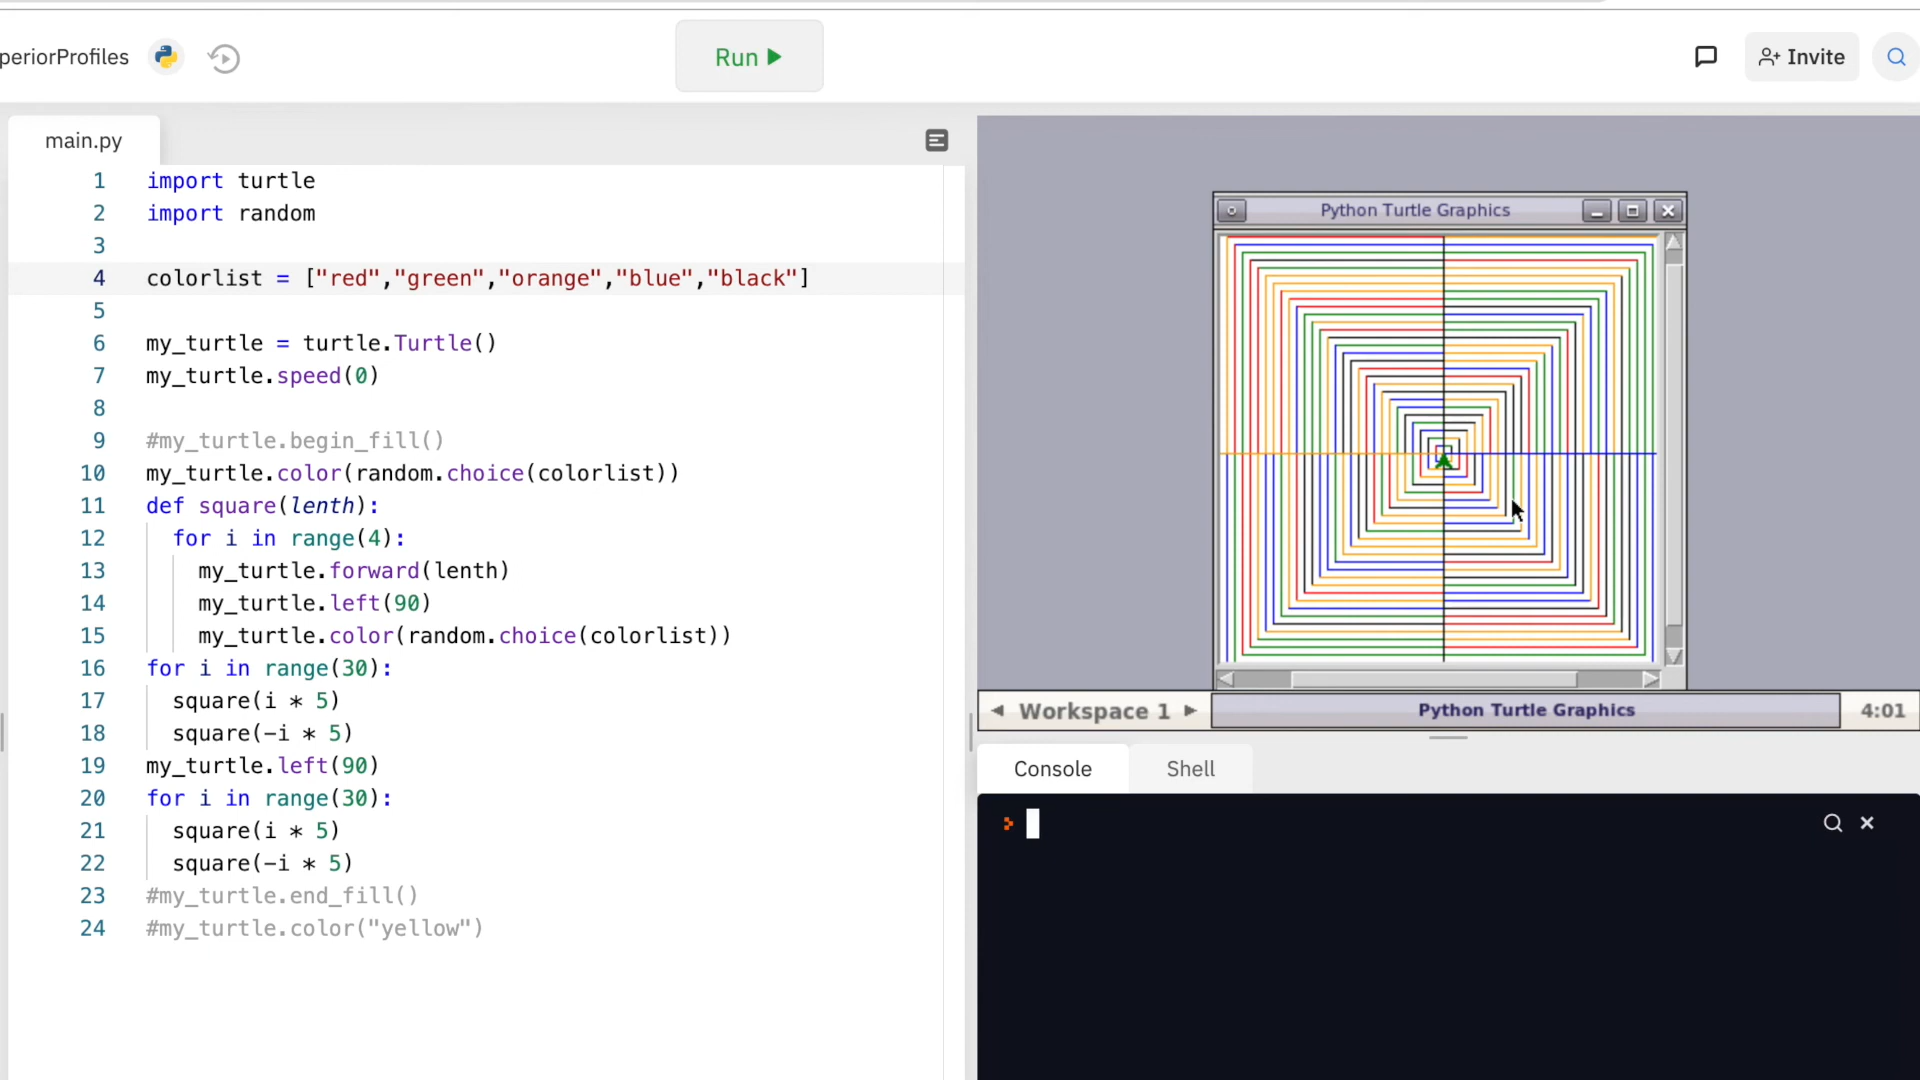 periorProfiles
Run
Invite
main.py
1 import turtle
2 import random
3
4 colorlist = ["red","green","orange","blue","black"]
5
6 my_turtle = turtle.Turtle()
7 my_turtle.speed(0)
8
9 #my_turtle.begin_fill()
10 my_turtle.color(random.choice(colorlist))
11 def square(lenth):
12 for i in range(4):
13 my_turtle.forward(lenth)
14 my_turtle.left(90)
15 my_turtle.color(random.choice(colorlist))
16 for i in range(30):
17 square(i * 5)
18 square(-i * 5)
19 my_turtle.left(90)
20 for i in range(30):
21 square(i * 5)
22 square(-i * 5)
23 #my_turtle.end_fill()
24 #my_turtle.color("yellow")
Python Turtle Graphics
Workspace 1
Python Turtle Graphics
4:01
Console
Shell